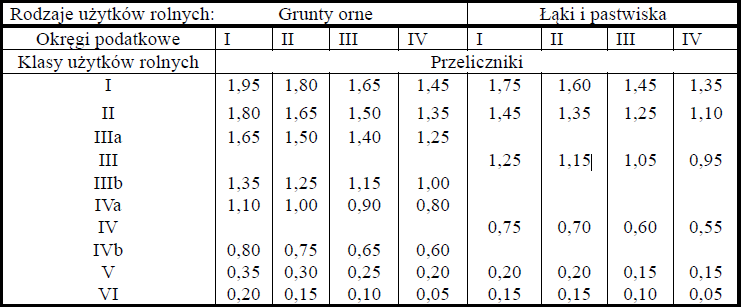 Rodzaje użytków rolnych: Grunty orne Łąki i pastwiska
Okręgi podatkowe I II III IV I II III IV
Klasy użytków rolnych Przeliczniki
I 1,95 1,80 1,65 1,45 1,75 1,60 1,45 1,35
II 1,80 1,65 1,50 1,35 1,45 1,35 1,25 1,10
IIIa 1,65 1,50 1,40 1,25
III 1,25 1,15 1,05 0,95
IIIb 1,35 1,25 1,15 1,00
IVa 1,10 1,00 0,90 0,80
IV 0,75 0,70 0,60 0,55
IVb 0,80 0,75 0,65 0,60
V 0,35 0,30 0,25 0,20 0,20 0,20 0,15 0,15
VI 0,20 0,15 0,10 0,05 0,15 0,15 0,10 0,05